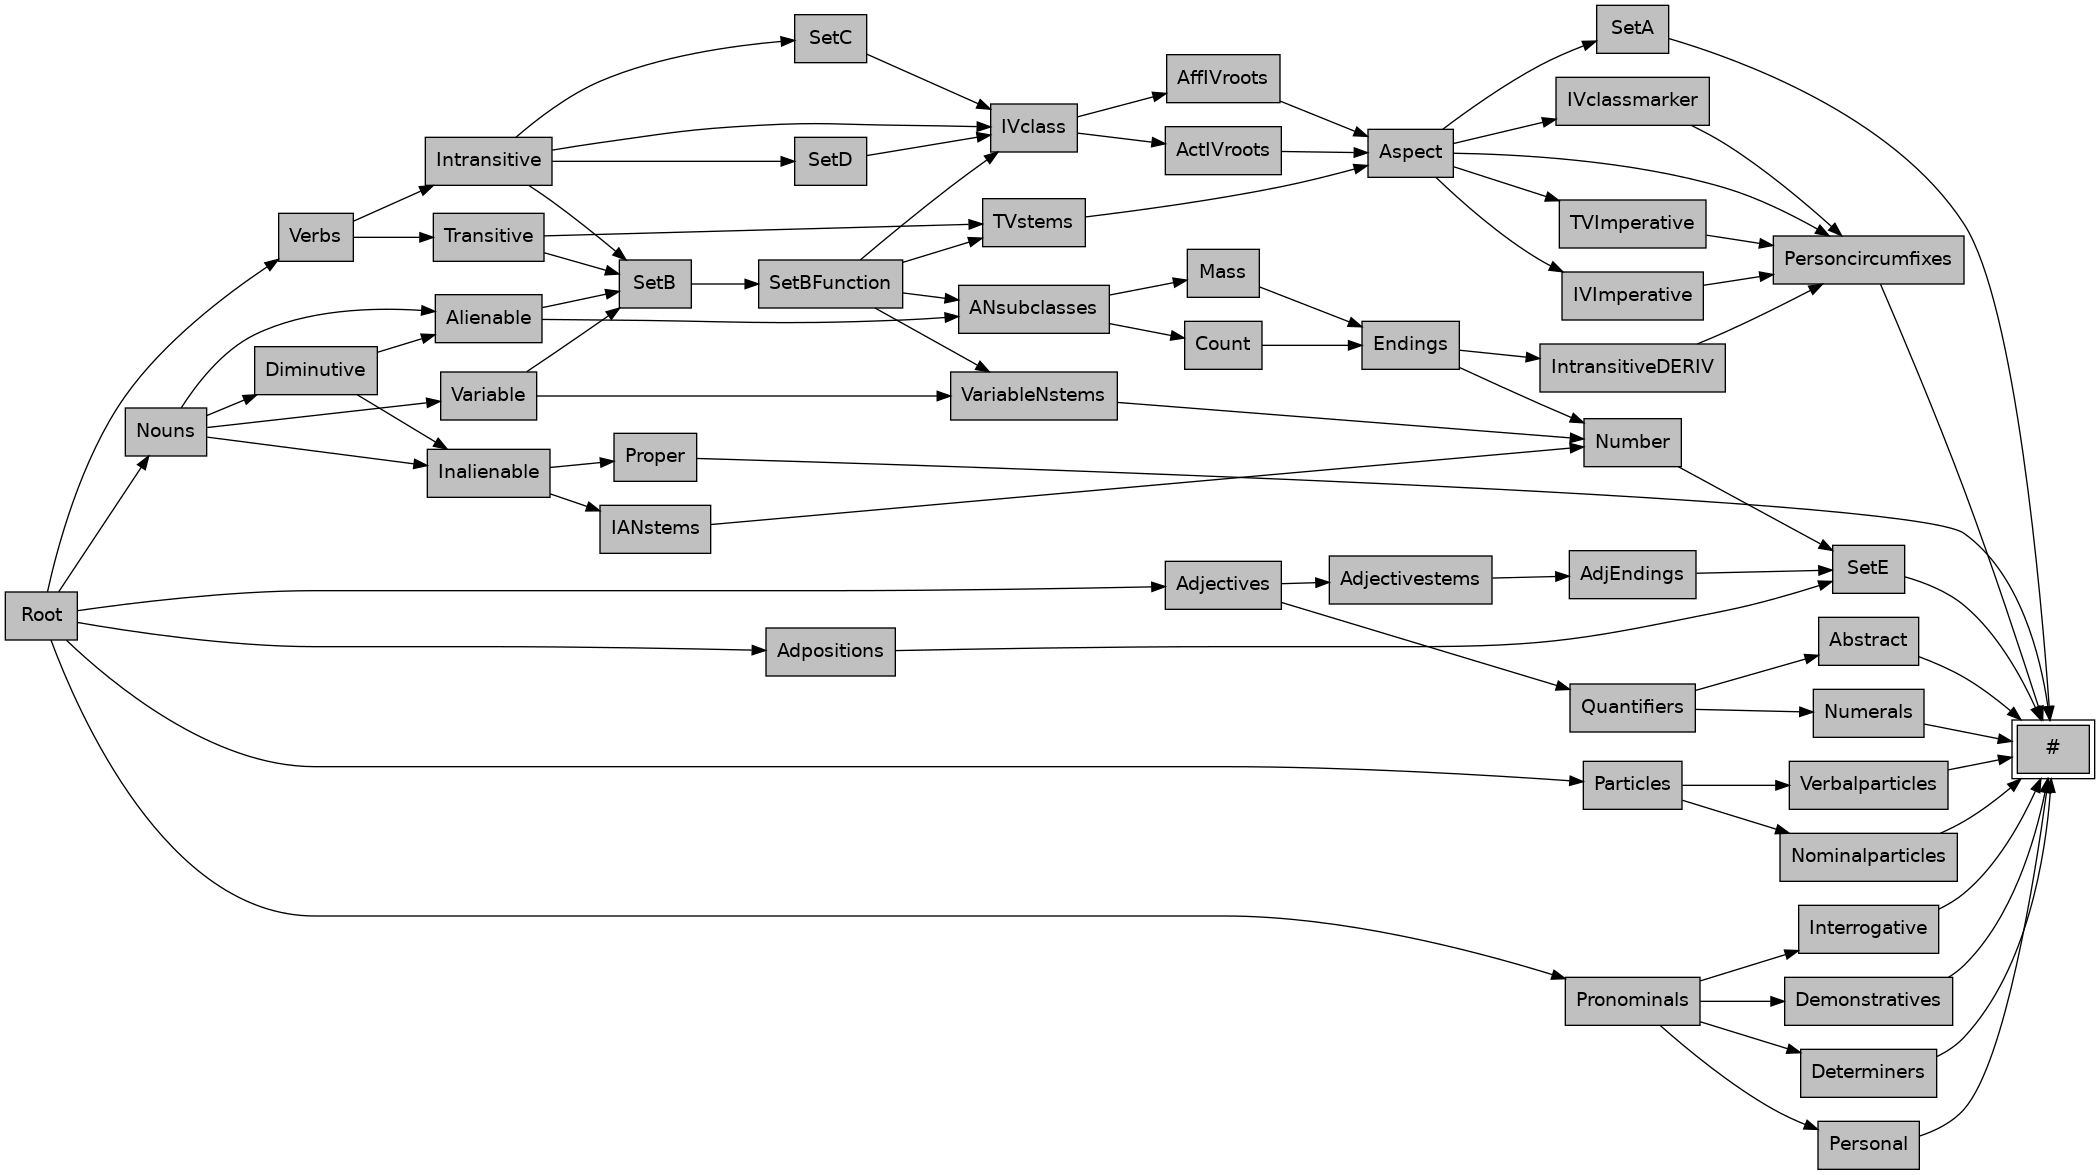 SetA
SetC
AffIVroots
IVclassmarker
IVclass
Intransitive
SetD
ActIVroots
Aspect
Verbs
Transitive
TVstems
TVImperative
Personcircumfixes
SetB
SetBFunction
Mass
IVImperative
Alienable
ANsubclasses
Count
Endings
Diminutive
IntransitiveDERIV
Variable
VariableNstems
Nouns
Number
Proper
Inalienable
IANstems
Adjectives
Adjectivestems
AdjEndings
SetE
Root
Adpositions
Abstract
Quantifiers
Numerals
#
Particles
Verbalparticles
Nominalparticles
Interrogative
Pronominals
Demonstratives
Determiners
Personal